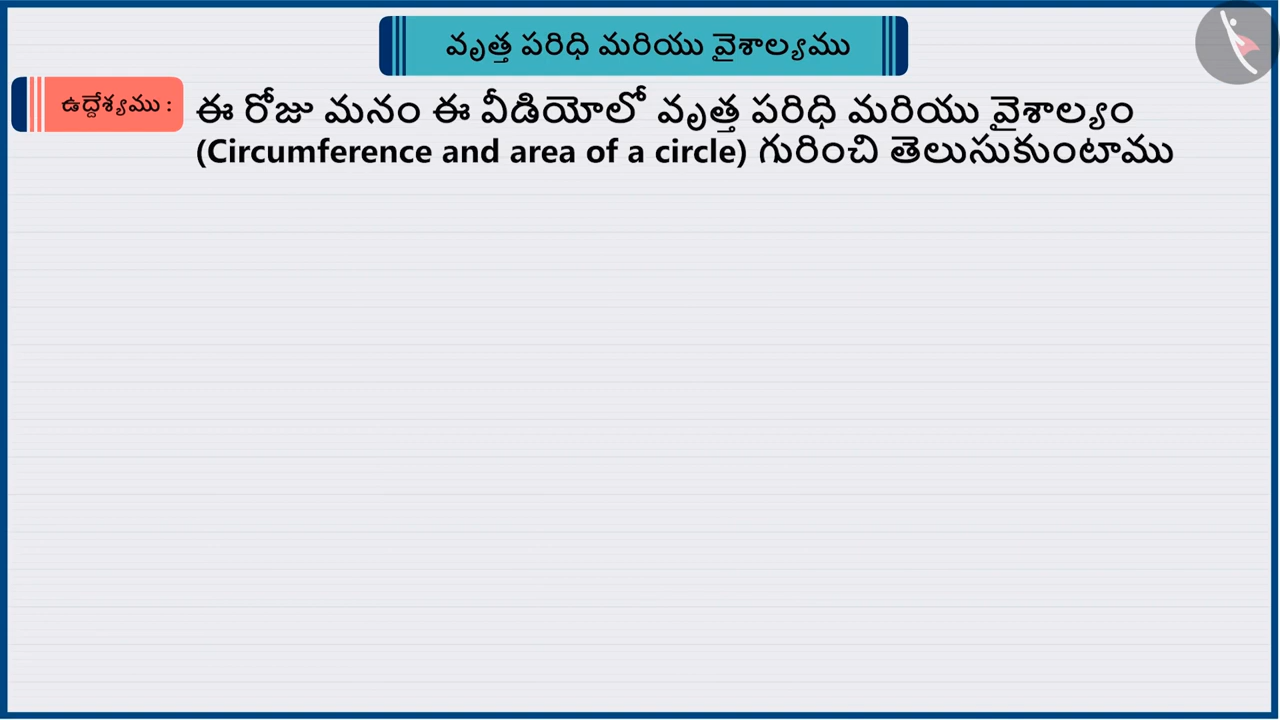 వృత్త పరిధి మరియు వైశాల్యము
ఉద్దేశ్యము :
ఈ రోజు మనం ఈ వీడియోలో వృత్త పరిధి మరియు వైశాల్యం
(Circumference and area of a circle) గురించి తెలుసుకుంటాము